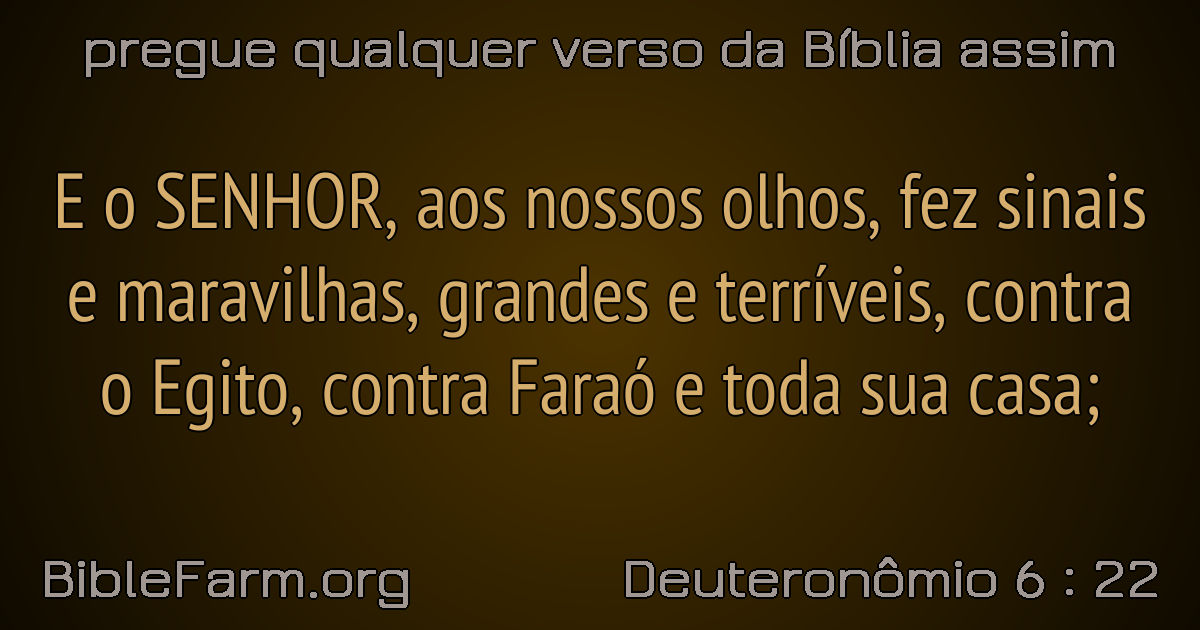 pregue qualquer verso da Bíblia assim
E o SENHOR, aos nossos olhos, fez sinais
e maravilhas, grandes e terríveis, contra
o Egito, contra Faraó e toda sua casa;
BibleFarm.org
Deuteronômio 6 : 22